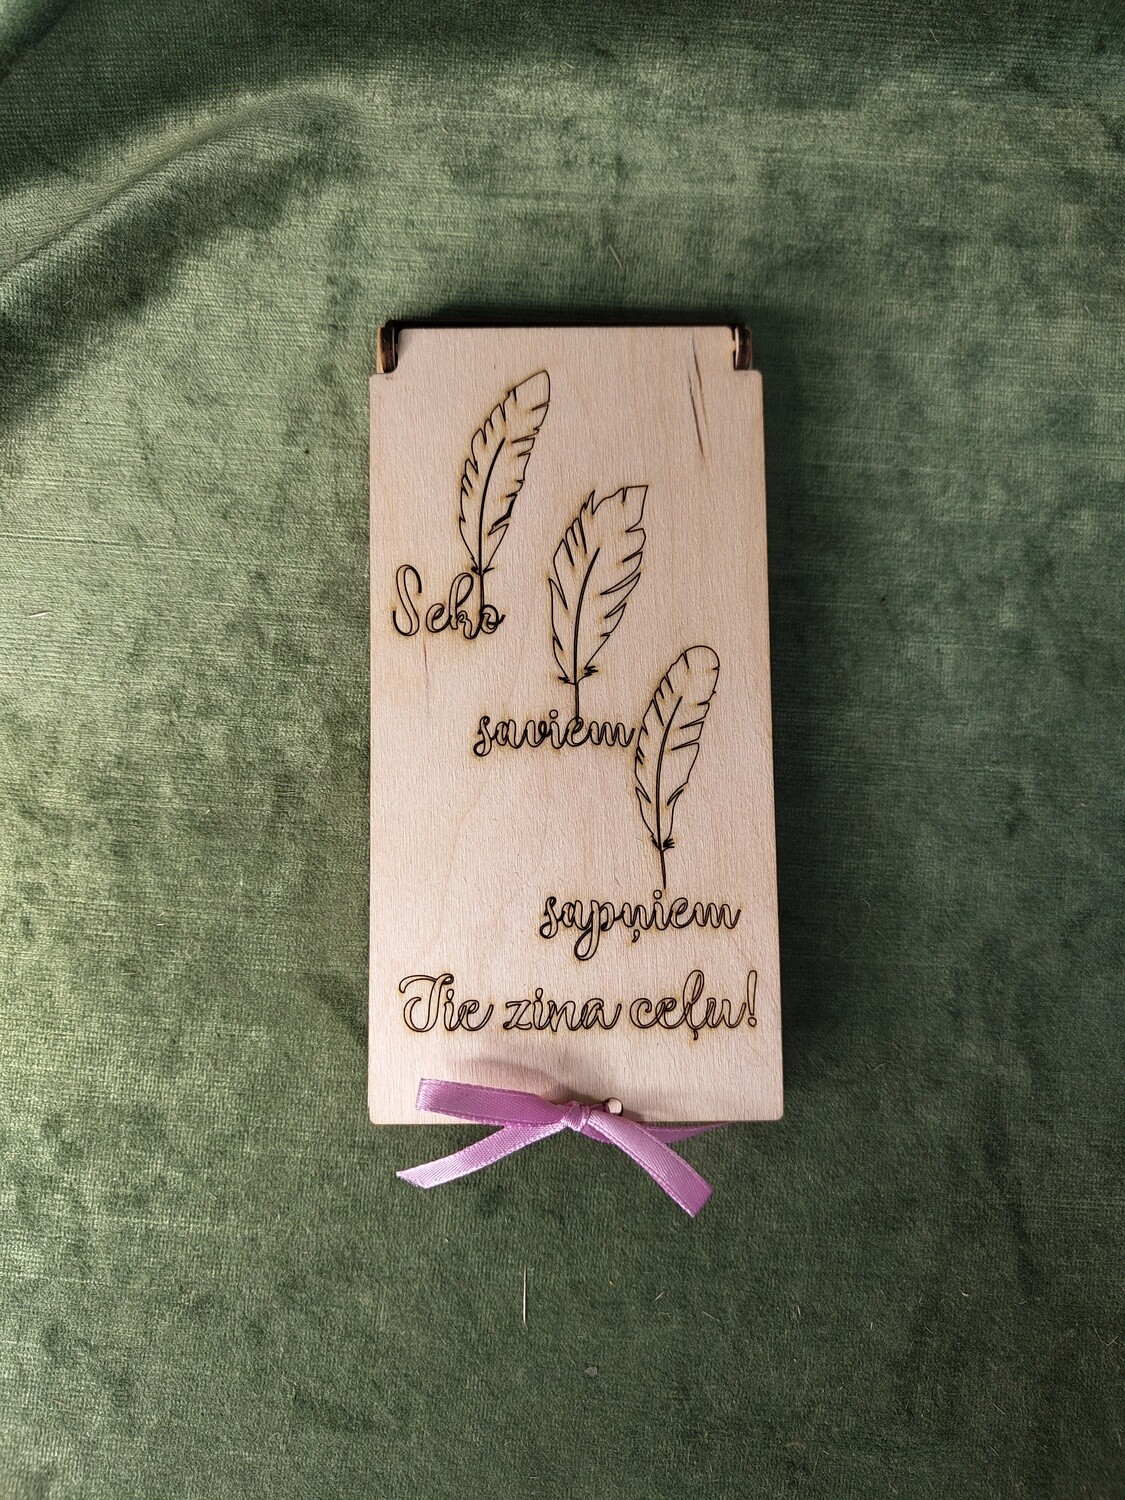 Seko
saviem
sapņiem
Tie zina ceļu!